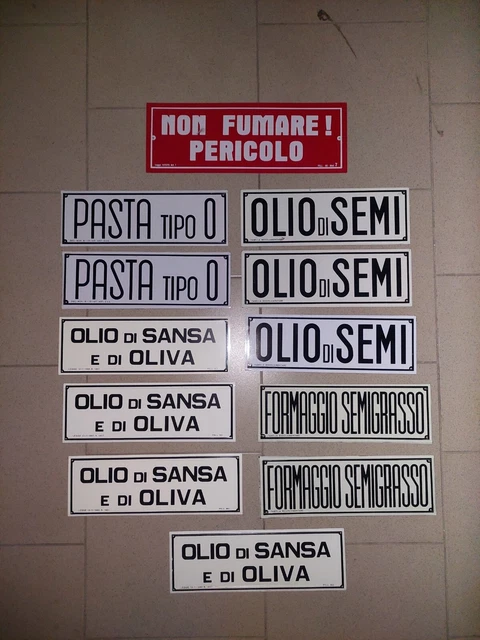 NON FUMARE!
PERICOLO
PASTA TIPO 0
OLIO DI SEMI
PASTA TIPO 0
OLIO DI SEMI
OLIO DI SANSA
E DI OLIVA
OLIO DI SEMI
OLIO DI SANSA
E DI OLIVA
FORMAGGIO SEMIGRASSO
OLIO DI SANSA
E DI OLIVA
FORMAGGIO SEMIGRASSO
OLIO DI SANSA
E DI OLIVA